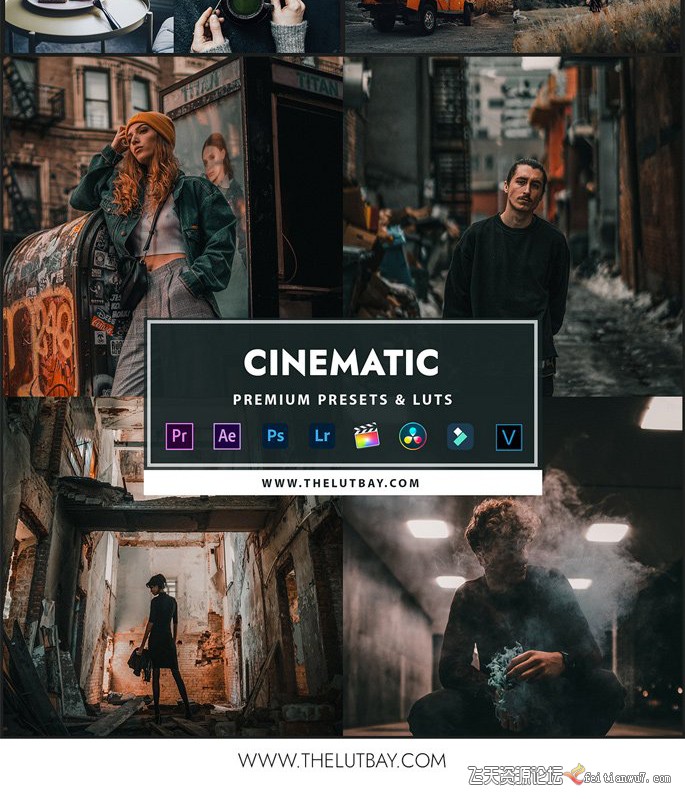 TITAN
TITAN
CINEMATIC
PREMIUM PRESETS & LUTS
Pr Ae Ps Lr V
WWW.THELUTBAY.COM
WWW.THELUTBAY.COM
飞天资源论坛 feitianwu7.com